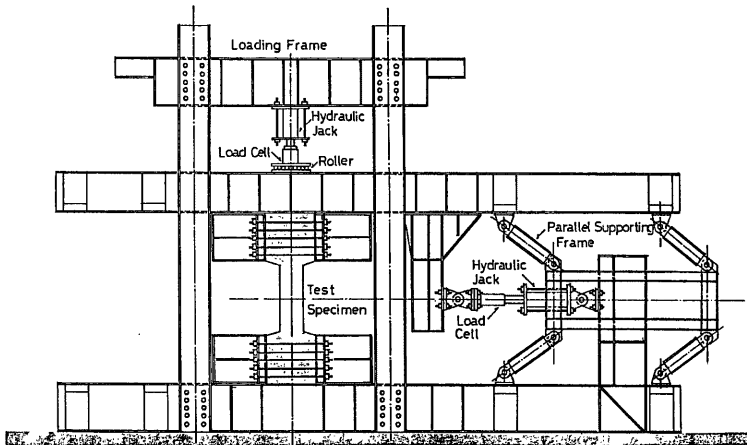 Loading Frame
Hydraulic
Jack
Load Cell
Roller
Parallel Supporting
Frame
Hydraulic
Jack
Test
Specimen
Load
Cell